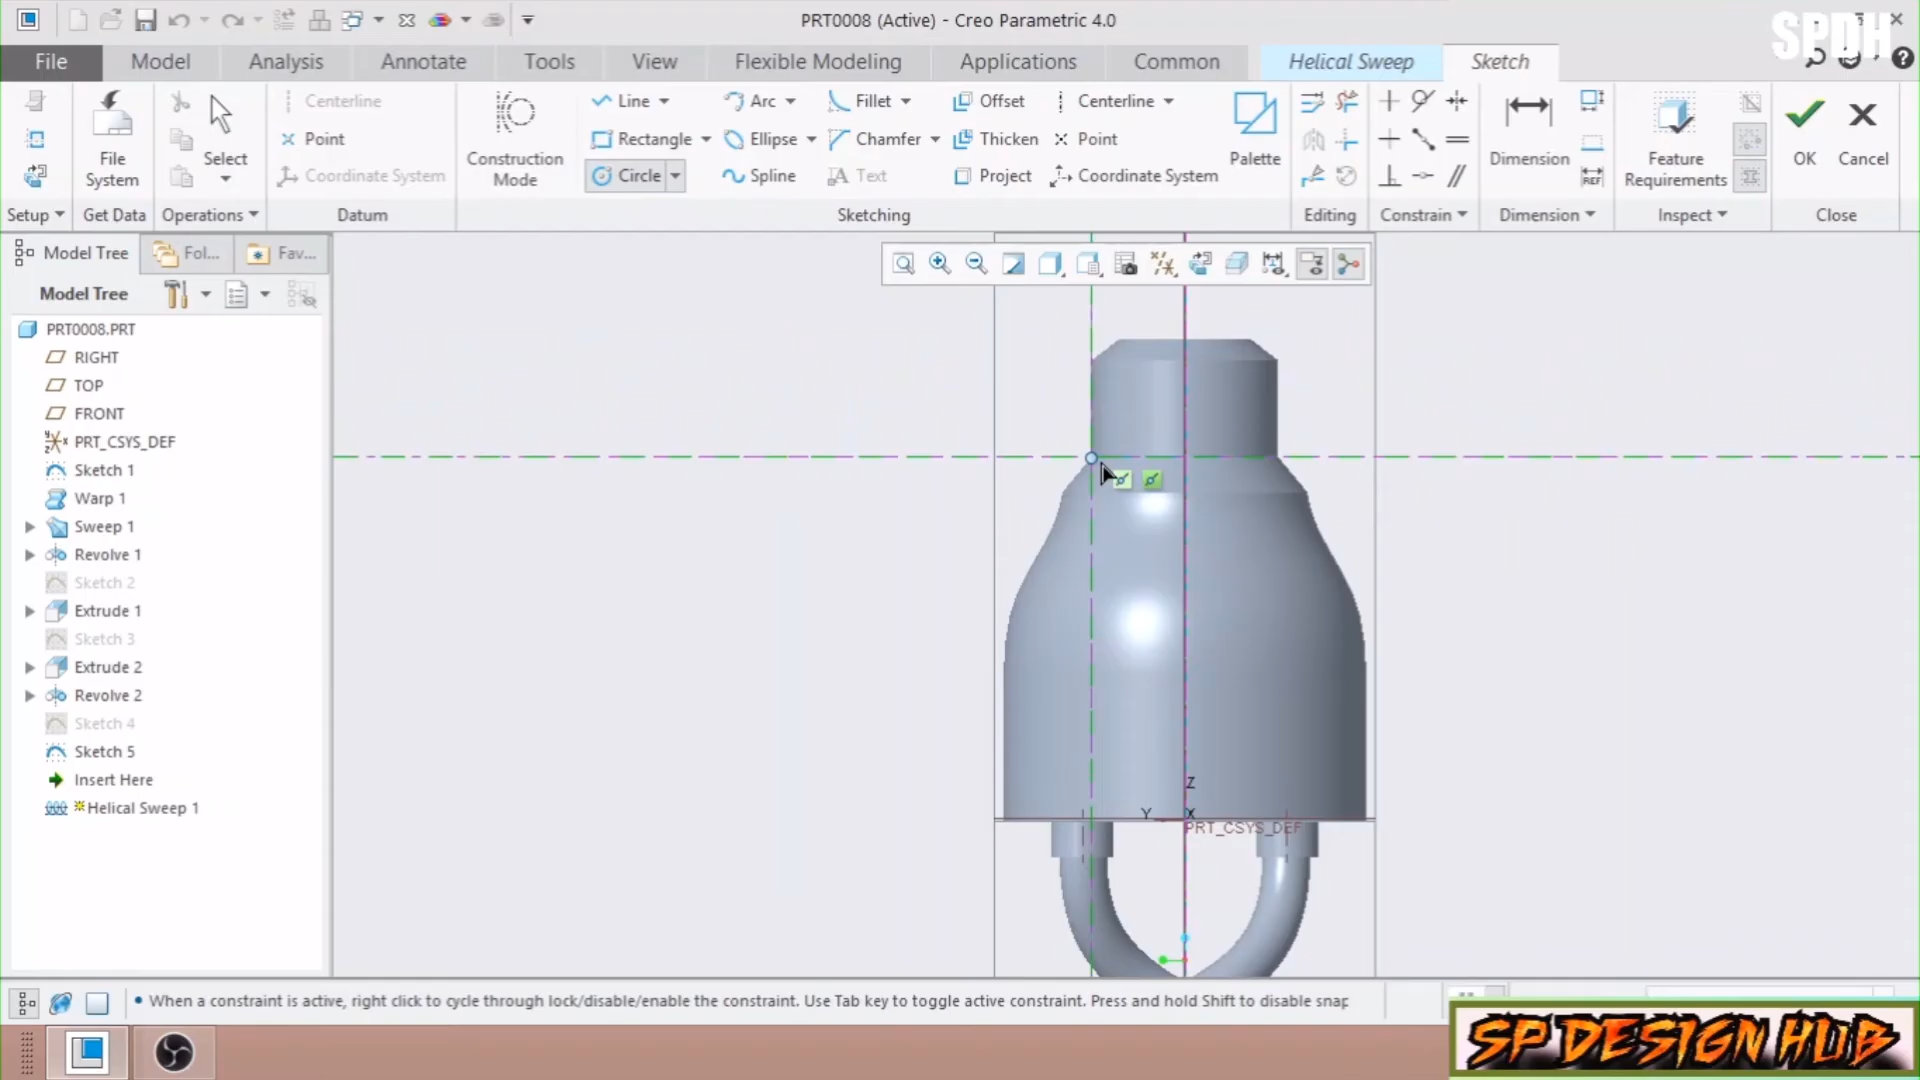 PRT0008 (Active) - Creo Parametric 4.0
SPDH
File Model Analysis Annotate Tools View Flexible Modeling Applications Common Helical Sweep Sketch
Centerline Line Arc Fillet Offset Centerline
Point Rectangle Ellipse Chamfer Thicken Point
Coordinate System Circle Spline Text Project Coordinate System
File System
Select
Construction Mode
Palette
Dimension
Feature Requirements
OK
Cancel
Setup Get Data Operations Datum Sketching Editing Constrain Dimension Inspect Close
Model Tree Fol... Fav...
Model Tree
PRT0008.PRT
RIGHT
TOP
FRONT
PRT_CSYS_DEF
Sketch 1
Warp 1
Sweep 1
Revolve 1
Sketch 2
Extrude 1
Sketch 3
Extrude 2
Revolve 2
Sketch 4
Sketch 5
Insert Here
Helical Sweep 1
Z
Y X
PRT_CSYS_DEF
• When a constraint is active, right click to cycle through lock/disable/enable the constraint. Use Tab key to toggle active constraint. Press and hold Shift to disable snap
SP DESIGN HUB